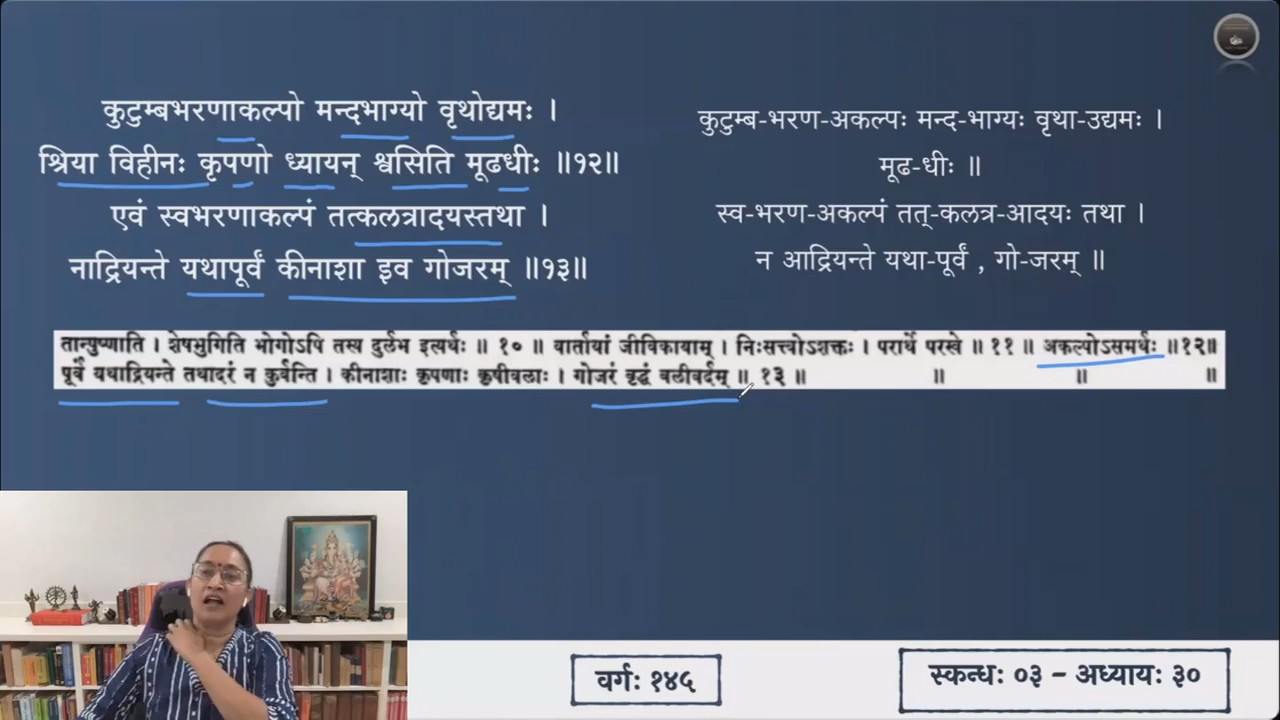 कुटुम्बभरणाकल्पो मन्दभाग्यो वृथोद्यमः ।
श्रिया विहीनः कृपणो ध्यायन् श्वसिति मूढधीः ॥१२॥
एवं स्वभरणाकल्पं तत्कलत्रादयस्तथा ।
नाद्रियन्ते यथापूर्वं कीनाशा इव गोजरम् ॥१३॥
कुटुम्ब-भरण-अकल्पः मन्द-भाग्यः वृथा-उद्यमः ।
मूढ-धीः ॥
स्व-भरण-अकल्पं तत्-कलत्र-आदयः तथा ।
न आद्रियन्ते यथा-पूर्वं , गो-जरम् ॥
तान्पुष्णाति । शेषभुगिति भोगोऽपि तस्य दुर्लभ इत्यर्थः ॥ १० ॥ वार्तायां जीविकायाम् । निःसत्त्वोऽशक्तः । परार्थे परस्वे ॥ ११ ॥ अकल्पोऽसमर्थः ॥१२॥
पूर्वं यथाद्रियन्ते तथादरं न कुर्वन्ति । कीनाशाः कृपणाः कृषीवलाः । गोजरं वृद्धं बलीवर्दम् ॥ १३ ॥ ॥ ॥ ॥
वर्गः १४५
स्कन्धः ०३ – अध्यायः ३०